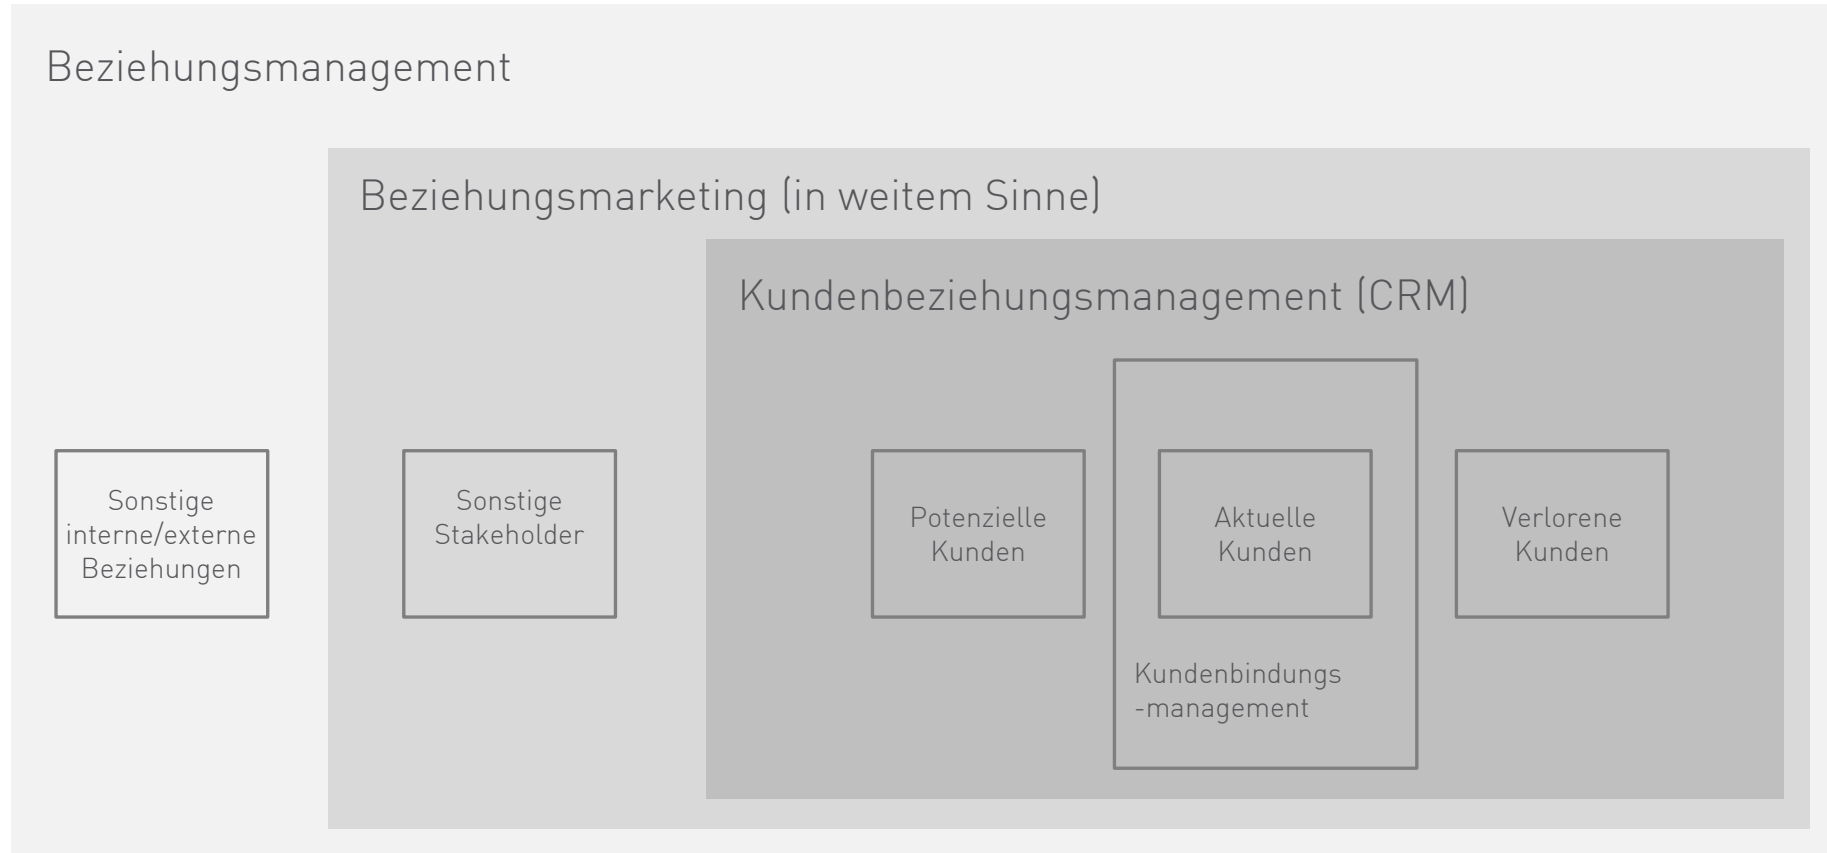 Beziehungsmanagement
Beziehungsmarketing (in weitem Sinne)
Kundenbeziehungsmanagement (CRM)
Sonstige
interne/externe
Beziehungen
Sonstige
Stakeholder
Potenzielle
Kunden
Aktuelle
Kunden
Verlorene
Kunden
Kundenbindungs
-management